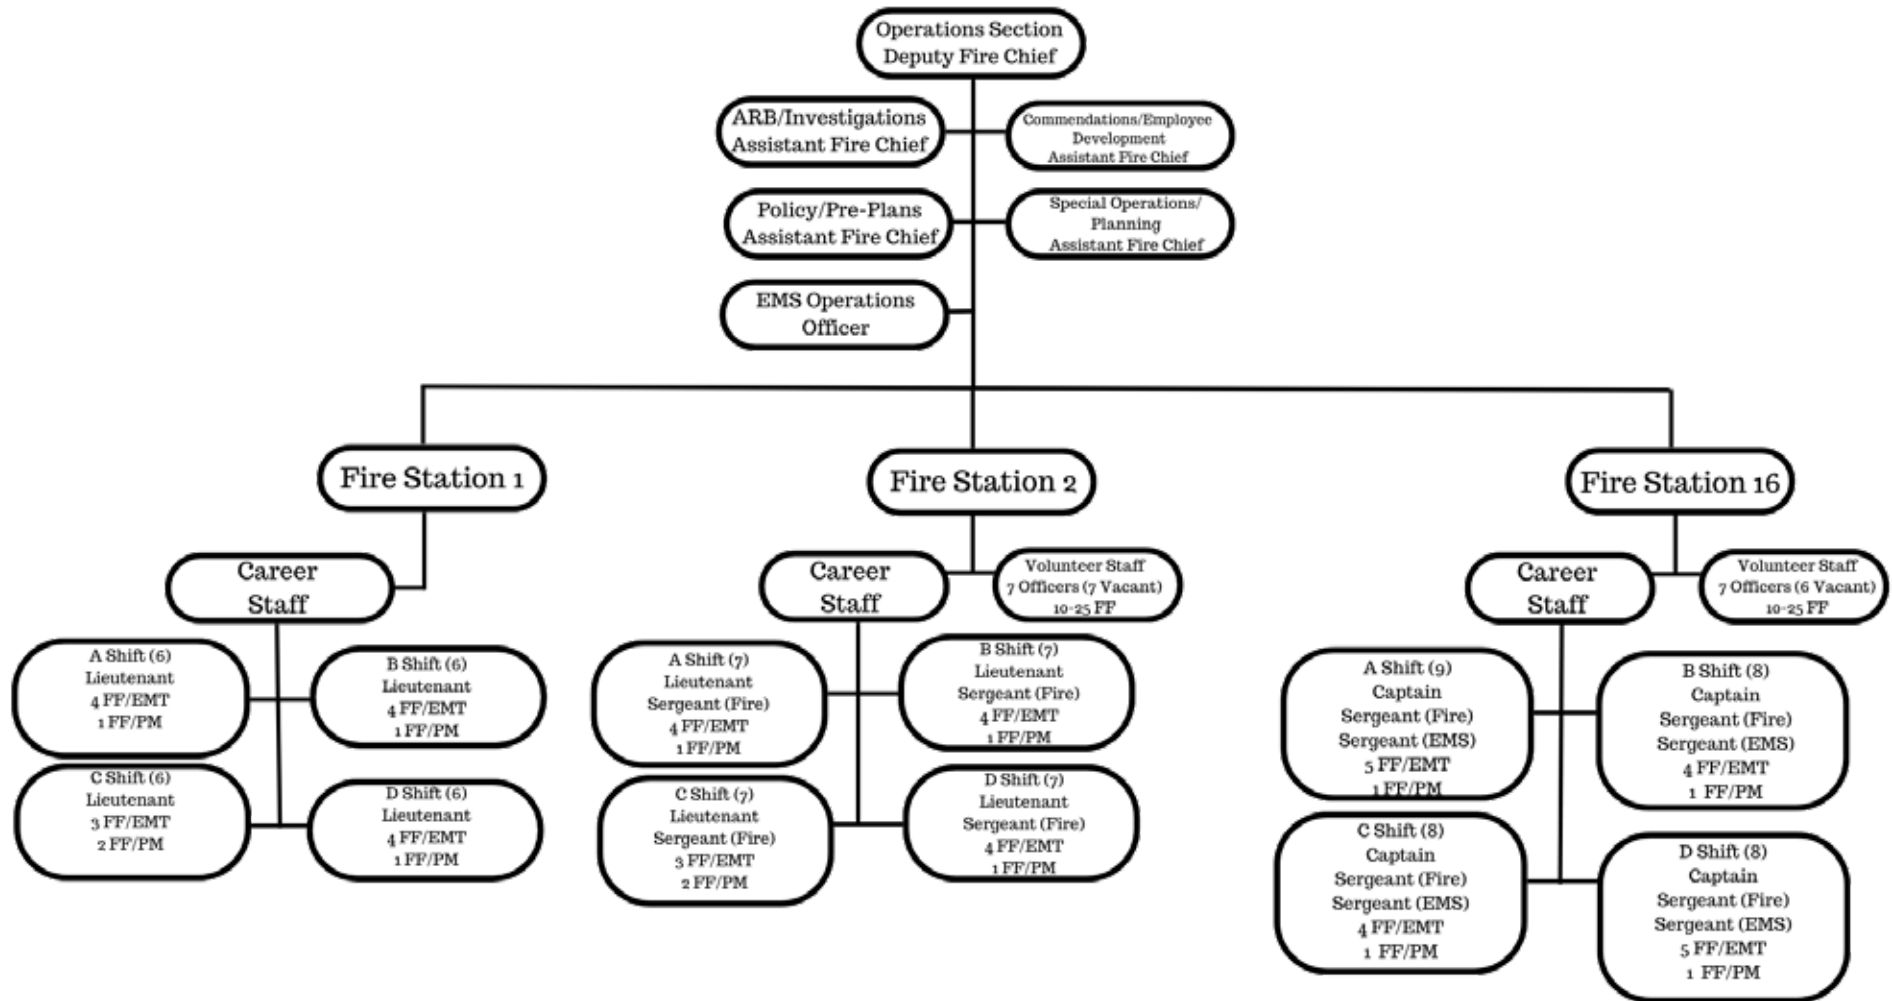 Operations Section
Deputy Fire Chief
ARB/Investigations
Assistant Fire Chief
Commendations/Employee
Development
Assistant Fire Chief
Policy/Pre-Plans
Assistant Fire Chief
Special Operations/
Planning
Assistant Fire Chief
EMS Operations
Officer
Fire Station 1
Fire Station 2
Fire Station 16
Career
Staff
A Shift (6)
Lieutenant
4 FF/EMT
1 FF/PM
B Shift (6)
Lieutenant
4 FF/EMT
1 FF/PM
C Shift (6)
Lieutenant
3 FF/EMT
2 FF/PM
D Shift (6)
Lieutenant
4 FF/EMT
1 FF/PM
Career
Staff
Volunteer Staff
7 Officers (7 Vacant)
10-25 FF
A Shift (7)
Lieutenant
Sergeant (Fire)
4 FF/EMT
1 FF/PM
B Shift (7)
Lieutenant
Sergeant (Fire)
4 FF/EMT
1 FF/PM
C Shift (7)
Lieutenant
Sergeant (Fire)
3 FF/EMT
2 FF/PM
D Shift (7)
Lieutenant
Sergeant (Fire)
4 FF/EMT
1 FF/PM
Career
Staff
Volunteer Staff
7 Officers (6 Vacant)
10-25 FF
A Shift (9)
Captain
Sergeant (Fire)
Sergeant (EMS)
5 FF/EMT
1 FF/PM
B Shift (8)
Captain
Sergeant (Fire)
Sergeant (EMS)
4 FF/EMT
1 FF/PM
C Shift (8)
Captain
Sergeant (Fire)
Sergeant (EMS)
4 FF/EMT
1 FF/PM
D Shift (8)
Captain
Sergeant (Fire)
Sergeant (EMS)
5 FF/EMT
1 FF/PM